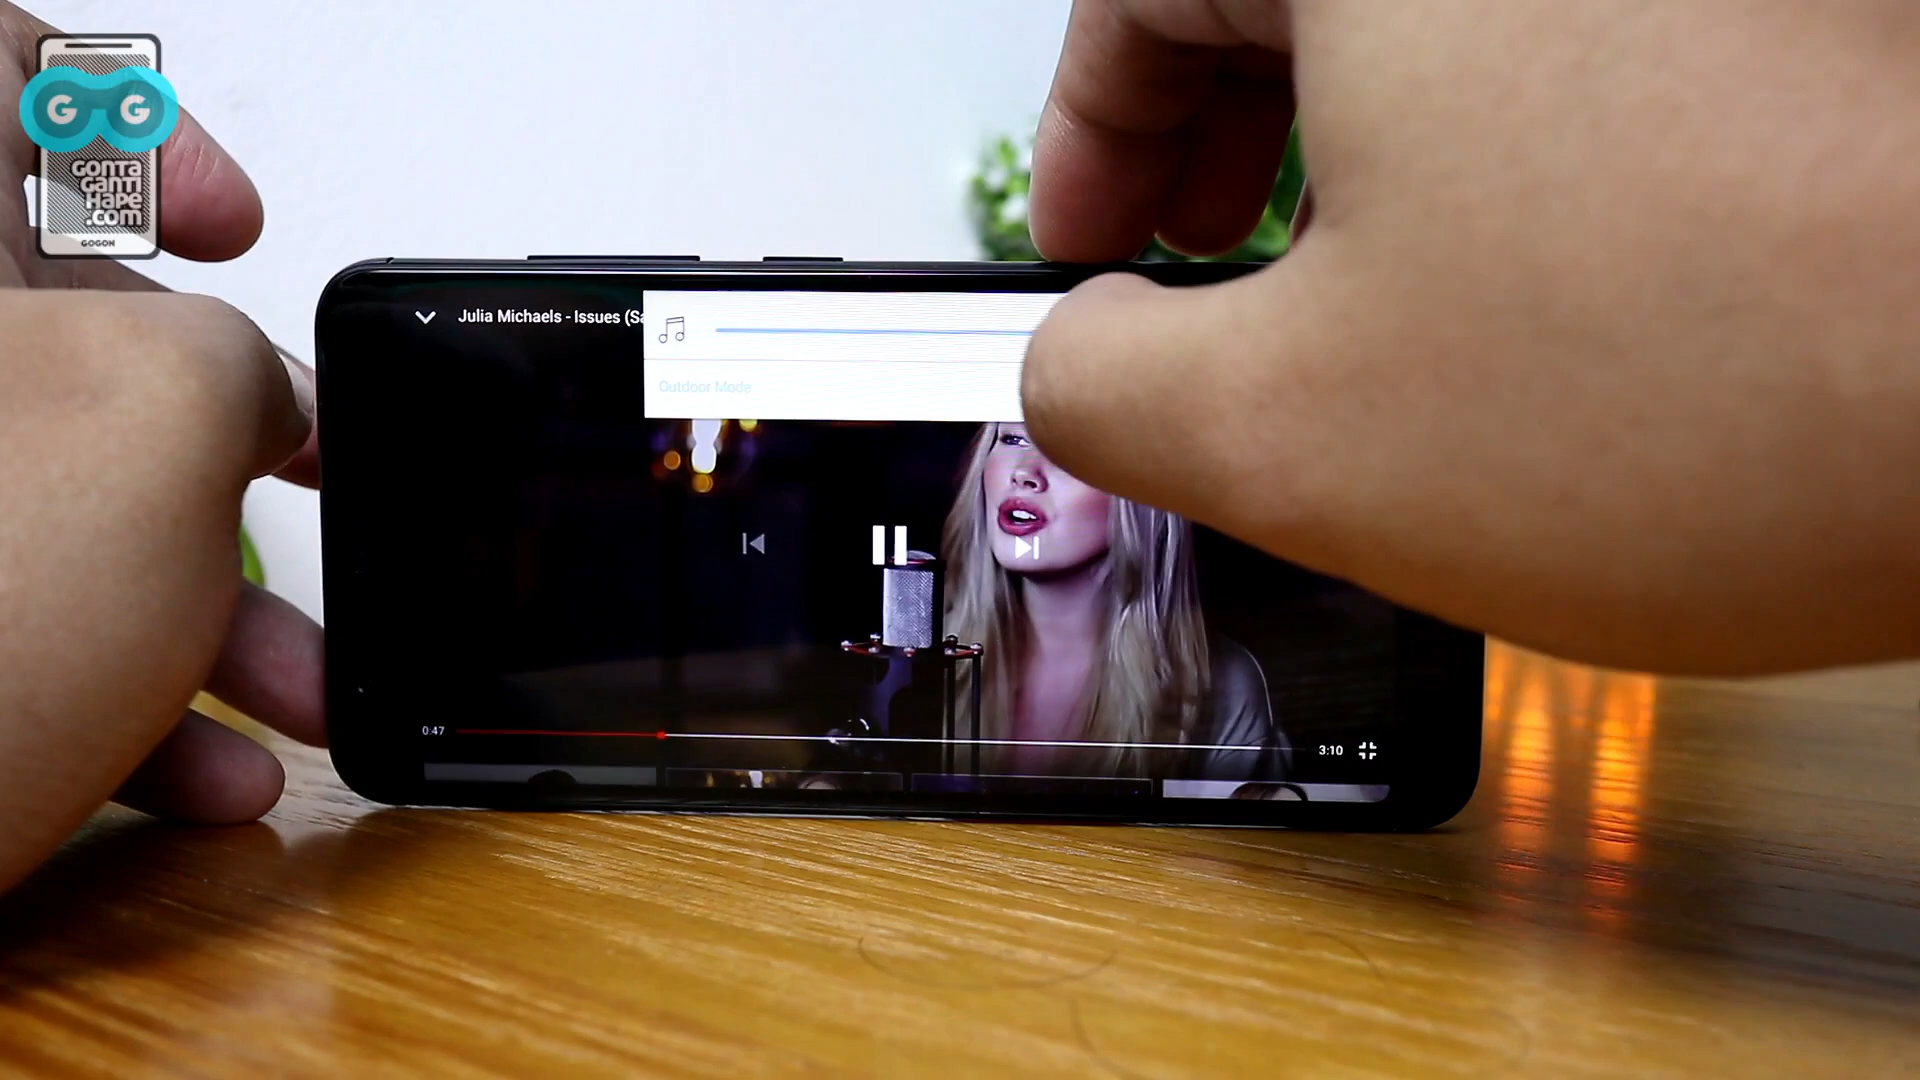 G G
GONTA
GANTI
HAPE
.COM
GOGON
Julia Michaels - Issues (Sa
Outdoor Mode
0:47
3:10